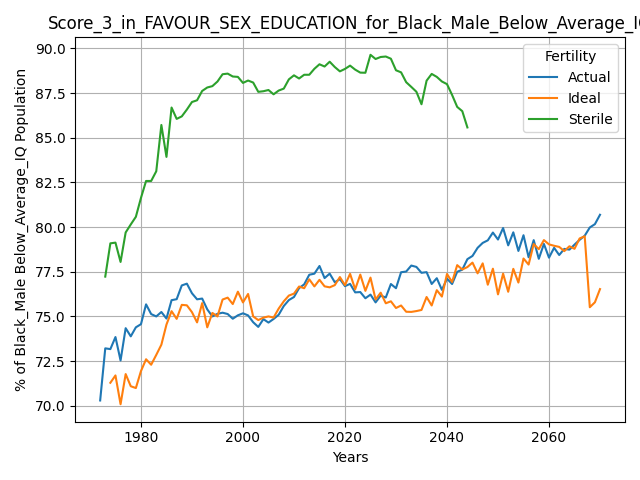 Score_3_in_FAVOUR_SEX_EDUCATION_for_Black_Male_Below_Average_IQ
Fertility
Actual
Ideal
Sterile
% of Black_Male Below_Average_IQ Population
90.0
87.5
85.0
82.5
80.0
77.5
75.0
72.5
70.0
1980
2000
2020
2040
2060
Years